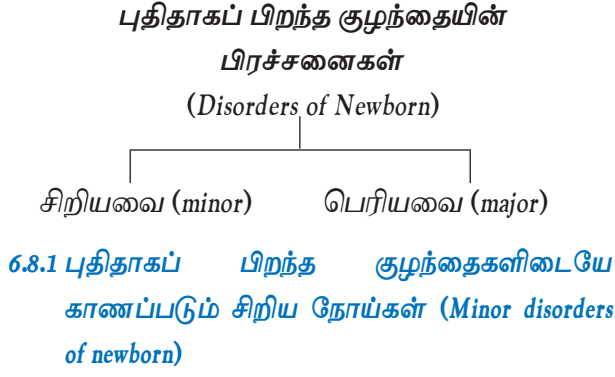 புதிதாகப் பிறந்த குழந்தையின்
பிரச்சனைகள்
(Disorders of Newborn)
சிறியவை (minor) பெரியவை (major)
6.8.1 புதிதாகப் பிறந்த குழந்தைகளிடையே
காணப்படும் சிறிய நோய்கள் (Minor disorders
of newborn)